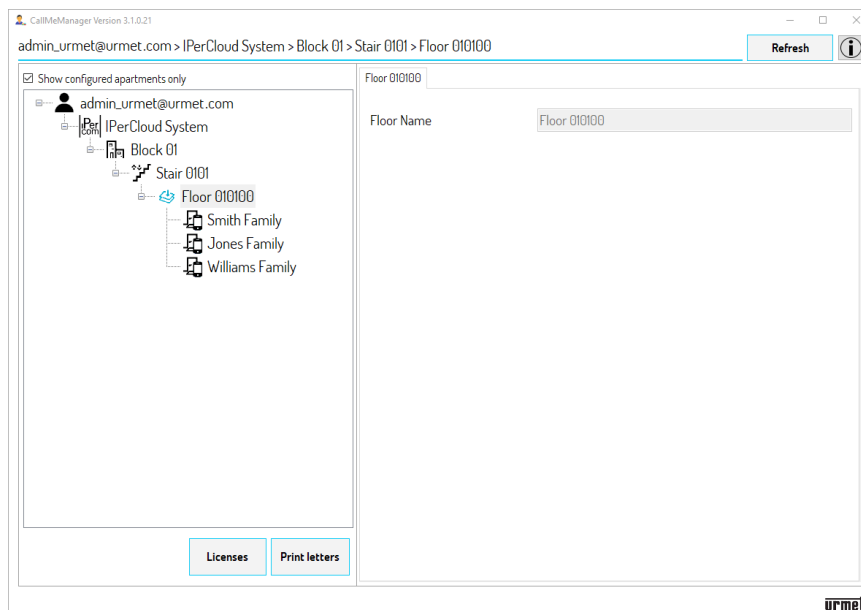 CallMeManager Version 3.1.0.21
admin_urmet@urmet.com > IPerCloud System > Block 01 > Stair 0101 > Floor 010100
Refresh
Show configured apartments only
admin_urmet@urmet.com
IPer
com
IPerCloud System
Block 01
Stair 0101
Floor 010100
Smith Family
Jones Family
Williams Family
Licenses
Print letters
Floor 010100
Floor Name
Floor 010100
urmet